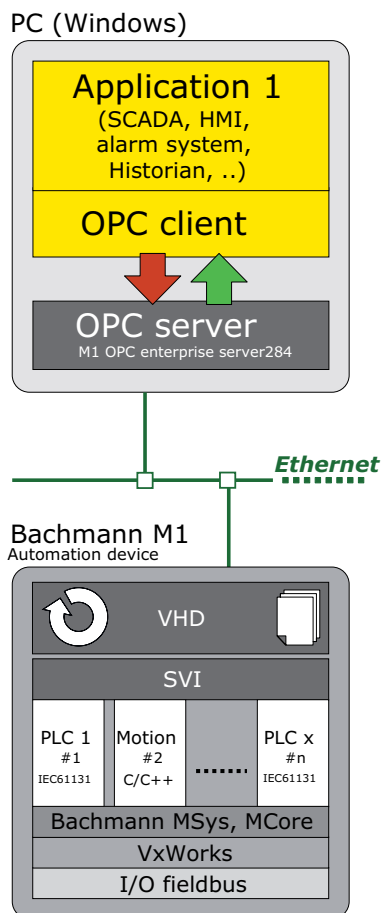 PC (Windows)
Application 1
(SCADA, HMI,
alarm system,
Historian, ..)
OPC client
OPC server
M1 OPC enterprise server284
Ethernet
Bachmann M1
Automation device
VHD
SVI
PLC 1
#1
IEC61131
Motion
#2
C/C++
.......
PLC x
#n
IEC61131
Bachmann MSys, MCore
VxWorks
I/O fieldbus